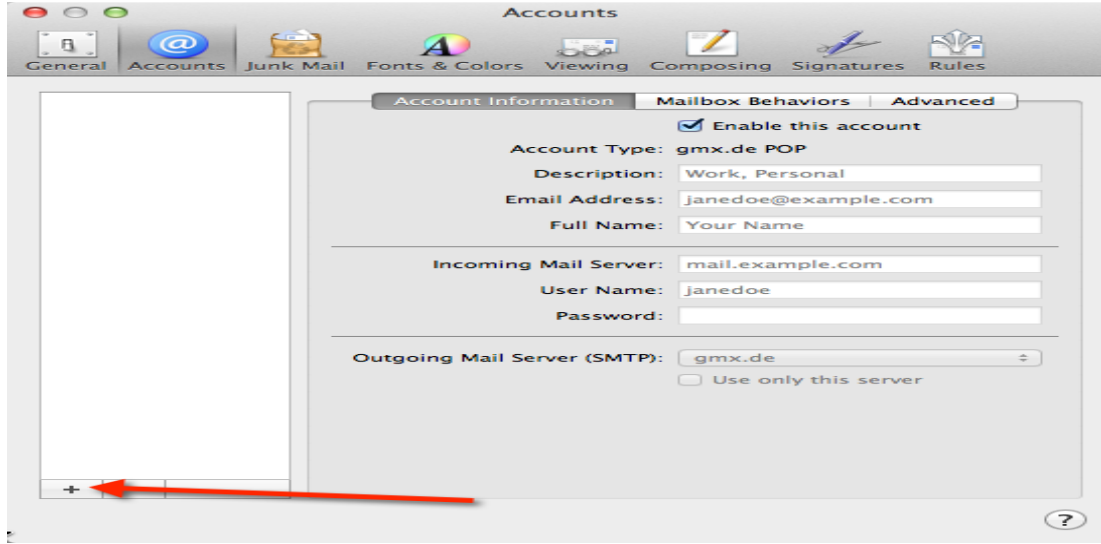 Accounts
General Accounts Junk Mail Fonts & Colors Viewing Composing Signatures Rules
Account Information Mailbox Behaviors Advanced
Enable this account
Account Type: gmx.de POP
Description: Work, Personal
Email Address: janedoe@example.com
Full Name: Your Name
Incoming Mail Server: mail.example.com
User Name: janedoe
Password:
Outgoing Mail Server (SMTP): gmx.de
Use only this server
+
?